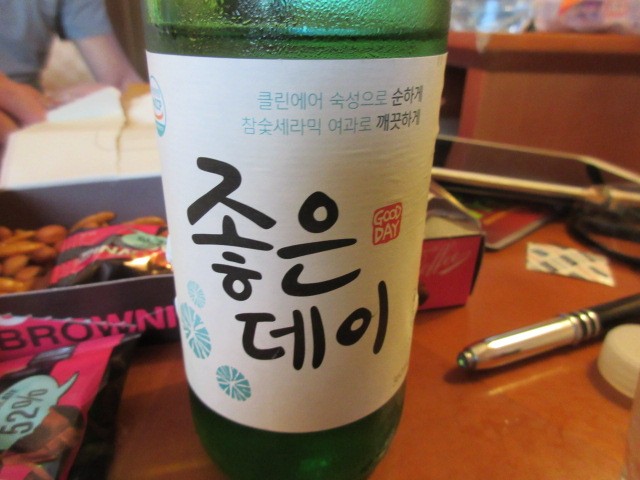 클린에어 숙성으로 순하게
참숯세라믹 여과로 깨끗하게
좋은
데이
GOOD
DAY
BROWNI
52%